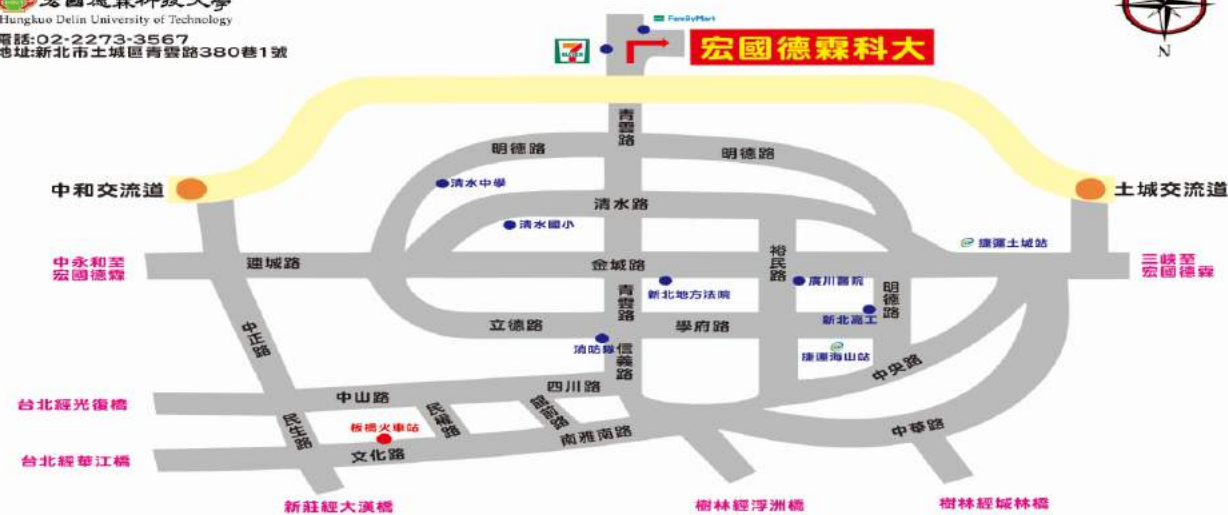 宏國德霖科技大學
Hungkuo Delin University of Technology
電話:02-2273-3567
地址:新北市土城區青雲路380巷1號
FamilyMart
7
ELEVEN
宏國德霖科大
N
青雲路
明德路
明德路
中和交流道
清水中學
清水路
土城交流道
清水國小
捷運土城站
中永和至
宏國德霖
連城路
金城路
裕民路
三峽至
宏國德霖
新北地方法院
廣川醫院
明德路
青雲路
中正路
立德路
學府路
新北高工
消防隊
信義路
捷運海山站
中央路
四川路
中山路
台北經光復橋
民生路
板橋火車站
民權路
館前路
南雅南路
中華路
文化路
台北經華江橋
新莊經大漢橋
樹林經浮洲橋
樹林經城林橋